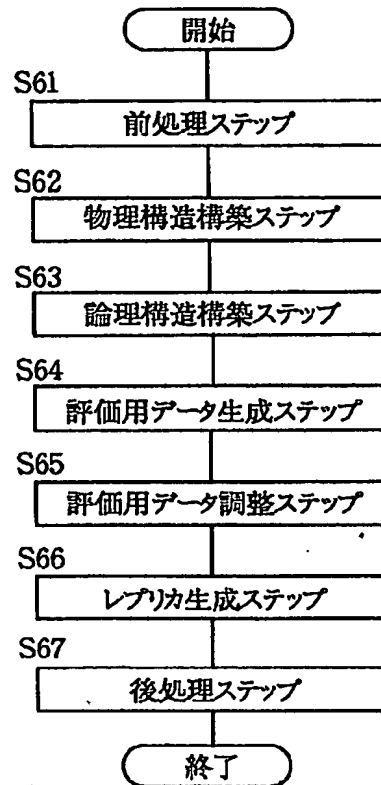 開始
S61
前処理ステップ
S62
物理構造構築ステップ
S63
論理構造構築ステップ
S64
評価用データ生成ステップ
S65
評価用データ調整ステップ
S66
レプリカ生成ステップ
S67
後処理ステップ
終了